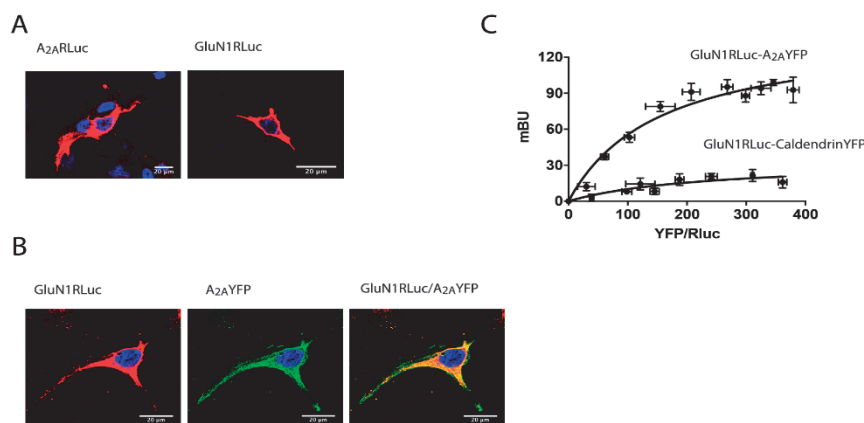 A
A2ARLuc
GluN1RLuc
20 µm
20 µm
B
GluN1RLuc
A2AYFP
GluN1RLuc/A2AYFP
20 µm
20 µm
20 µm
C
GluN1RLuc-A2AYFP
GluN1RLuc-CaldendrinYFP
mBU
120
90
60
30
0
0 100 200 300 400
YFP/Rluc